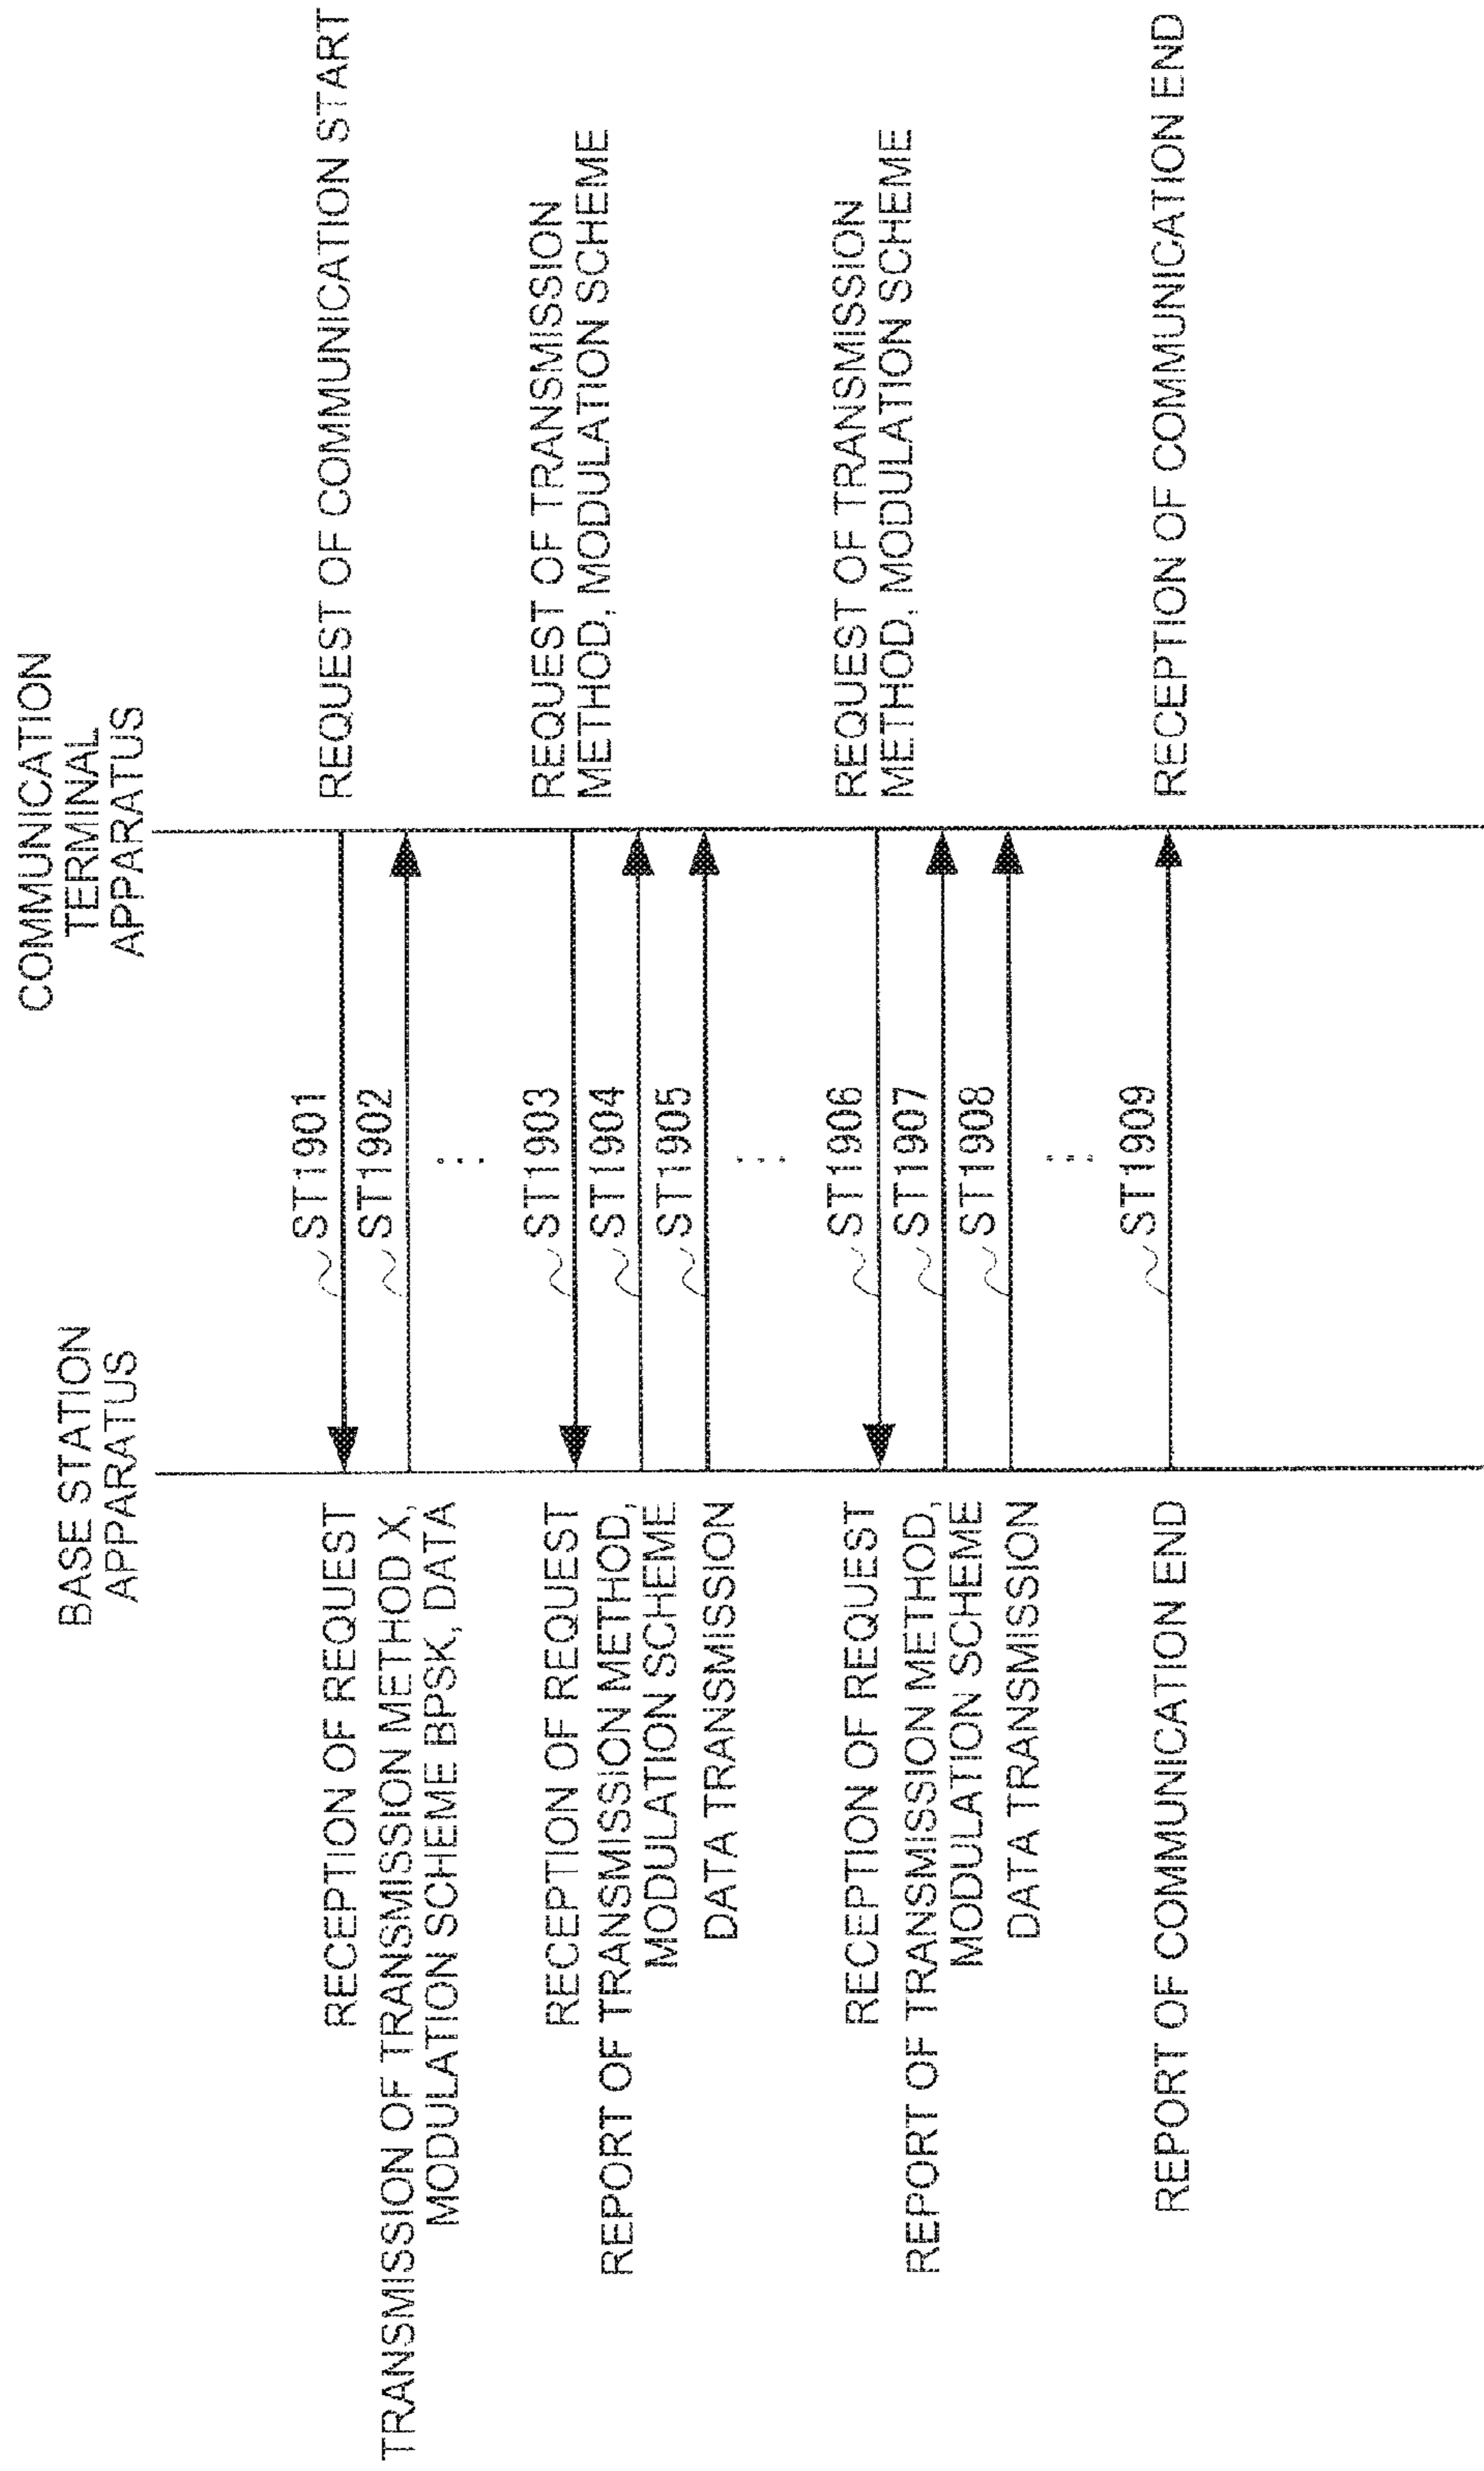 BASE STATION
APPARATUS
COMMUNICATION
TERMINAL
APPARATUS
RECEPTION OF REQUEST
ST1901
REQUEST OF COMMUNICATION START
TRANSMISSION OF TRANSMISSION METHOD X,
MODULATION SCHEME BPSK, DATA
ST1902
...
RECEPTION OF REQUEST
ST1903
REQUEST OF TRANSMISSION
METHOD, MODULATION SCHEME
REPORT OF TRANSMISSION METHOD,
MODULATION SCHEME
ST1904
DATA TRANSMISSION
ST1905
...
RECEPTION OF REQUEST
ST1906
REQUEST OF TRANSMISSION
METHOD, MODULATION SCHEME
REPORT OF TRANSMISSION METHOD,
MODULATION SCHEME
ST1907
DATA TRANSMISSION
ST1908
...
REPORT OF COMMUNICATION END
ST1909
RECEPTION OF COMMUNICATION END